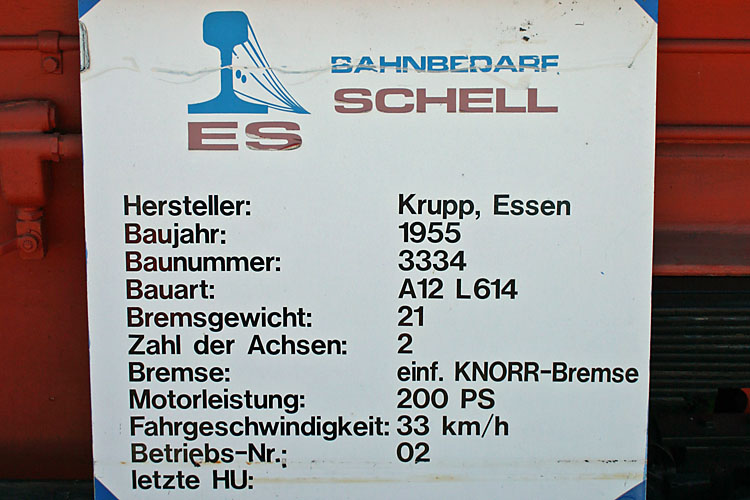 BAHNBEDARF
SCHELL
ES
Hersteller: Krupp, Essen
Baujahr: 1955
Baunummer: 3334
Bauart: A12 L614
Bremsgewicht: 21
Zahl der Achsen: 2
Bremse: einf. KNORR-Bremse
Motorleistung: 200 PS
Fahrgeschwindigkeit: 33 km/h
Betriebs-Nr.: 02
letzte HU: